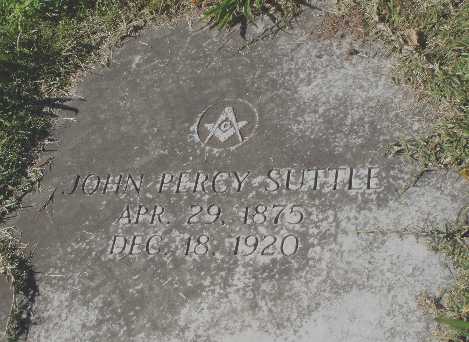 G
JOHN PERCY SUTTLE
APR. 29, 1875
DEC. 18, 1920